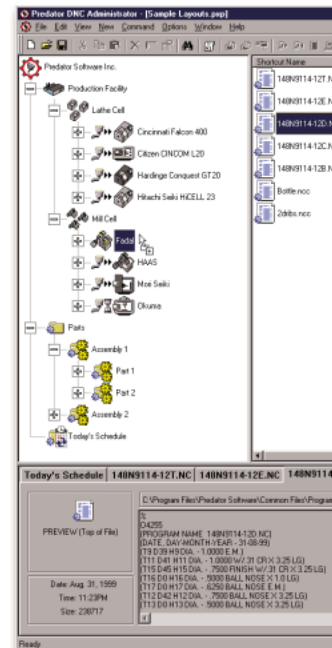 Predator DNC Administrator - [Sample Layouts.psp]
File Edit View New Command Options Window Help
Predator Software Inc.
Production Facility
Lathe Cell
Cincinnati Falcon 400
Citizen CINCOM L20
Hardinge Conquest GT20
Hitachi Seiki HiCELL 23
Mill Cell
Fadal
HAAS
Mori Seiki
Okuma
Parts
Assembly 1
Part 1
Part 2
Assembly 2
Today's Schedule
Shortcut Name
148N9114-12T.N
148N9114-12E.N
148N9114-12D.N
148N9114-12C.N
148N9114-12B.N
Bottle.ncc
2dribs.ncc
Today's Schedule 148N9114-12T.NC 148N9114-12E.NC 148N9114
PREVIEW (Top of File)
Date: Aug. 31, 1999
Time: 11:23PM
Size: 238717
C:\Program Files\Predator Software\Common Files\Program
%
O4255
(PROGRAM NAME 148N9114-12D.NC)
(DATE, DAY-MONTH-YEAR - 31-08-99)
(T9 D39 H9 DIA. - 1.0000 E.M.)
(T11 D41 H11 DIA. - 1.0000 W/ .31 CR X 3.25 LG)
(T15 D45 H15 DIA. - .7500 FINISH W/ .31 CR X 3.25 LG)
(T16 D0 H16 DIA. - .5000 BALL NOSE X 1.0 LG)
(T17 D0 H17 DIA. - .6250 BALL NOSE E.M.)
(T12 D42 H12 DIA. - .7500 BALL NOSE X 3.25 LG)
(T13 D0 H13 DIA. - .5000 BALL NOSE X 3.25 LG)
Ready